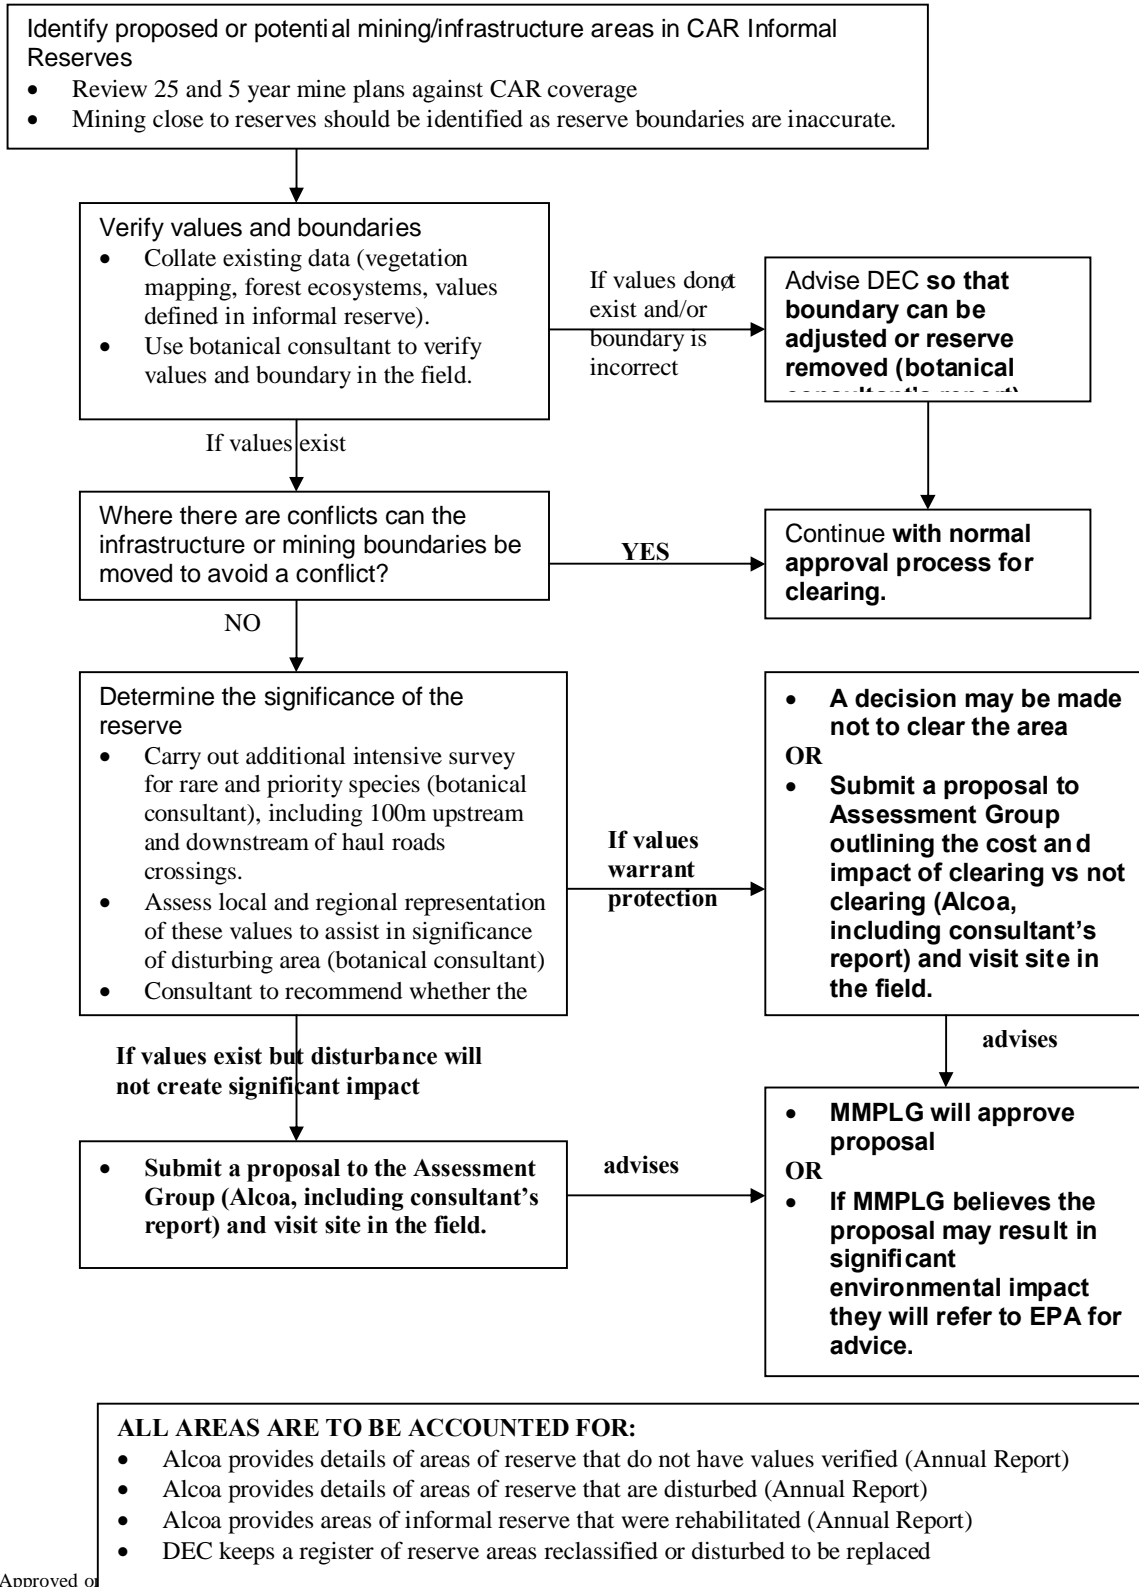 Identify proposed or potential mining/infrastructure areas in CAR Informal
Reserves
• Review 25 and 5 year mine plans against CAR coverage
• Mining close to reserves should be identified as reserve boundaries are inaccurate.
Verify values and boundaries
• Collate existing data (vegetation
mapping, forest ecosystems, values
defined in informal reserve).
• Use botanical consultant to verify
values and boundary in the field.
If values donøt
exist and/or
boundary is
incorrect
Advise DEC so that
boundary can be
adjusted or reserve
removed (botanical
consultant's report)
If values exist
Where there are conflicts can the
infrastructure or mining boundaries be
moved to avoid a conflict?
YES
Continue with normal
approval process for
clearing.
NO
Determine the significance of the
reserve
• Carry out additional intensive survey
for rare and priority species (botanical
consultant), including 100m upstream
and downstream of haul roads
crossings.
• Assess local and regional representation
of these values to assist in significance
of disturbing area (botanical consultant)
• Consultant to recommend whether the
If values
warrant
protection
• A decision may be made
not to clear the area
OR
• Submit a proposal to
Assessment Group
outlining the cost and
impact of clearing vs not
clearing (Alcoa,
including consultant's
report) and visit site in
the field.
If values exist but disturbance will
not create significant impact
advises
• Submit a proposal to the Assessment
Group (Alcoa, including consultant's
report) and visit site in the field.
advises
• MMPLG will approve
proposal
OR
• If MMPLG believes the
proposal may result in
significant
environmental impact
they will refer to EPA for
advice.
ALL AREAS ARE TO BE ACCOUNTED FOR:
• Alcoa provides details of areas of reserve that do not have values verified (Annual Report)
• Alcoa provides details of areas of reserve that are disturbed (Annual Report)
• Alcoa provides areas of informal reserve that were rehabilitated (Annual Report)
• DEC keeps a register of reserve areas reclassified or disturbed to be replaced
Approved